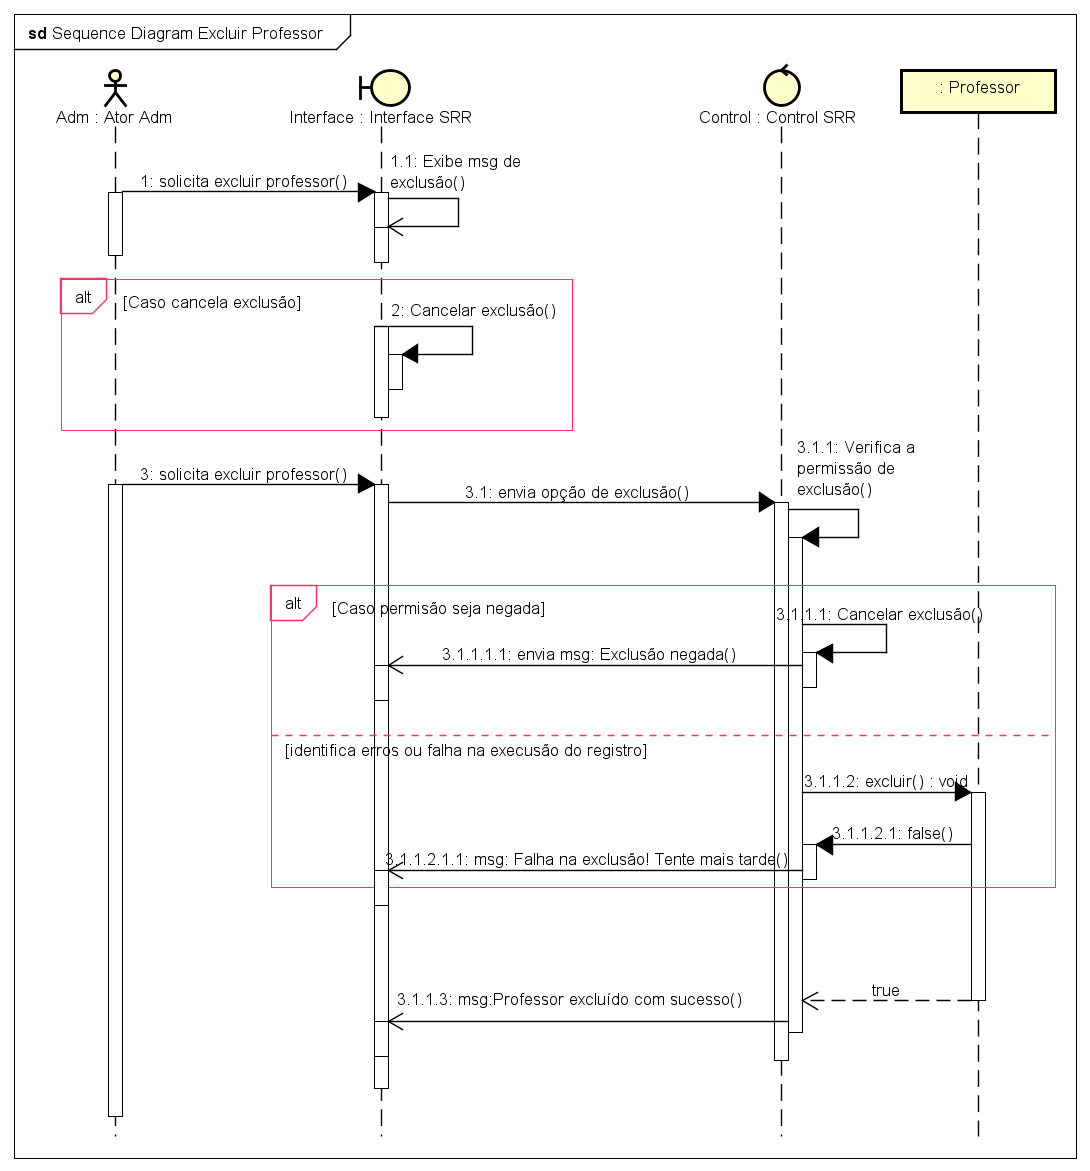 sd Sequence Diagram Excluir Professor
Adm : Ator Adm
Interface : Interface SRR
Control : Control SRR
: Professor
1: solicita excluir professor()
1.1: Exibe msg de
exclusão()
alt
[Caso cancela exclusão]
2: Cancelar exclusão()
3: solicita excluir professor()
3.1: envia opção de exclusão()
3.1.1: Verifica a
permissão de
exclusão()
alt
[Caso permisão seja negada]
3.1.1.1: Cancelar exclusão()
3.1.1.1.1: envia msg: Exclusão negada()
[identifica erros ou falha na execusão do registro]
3.1.1.2: excluir() : void
3.1.1.2.1: false()
3.1.1.2.1.1: msg: Falha na exclusão! Tente mais tarde()
true
3.1.1.3: msg:Professor excluído com sucesso()